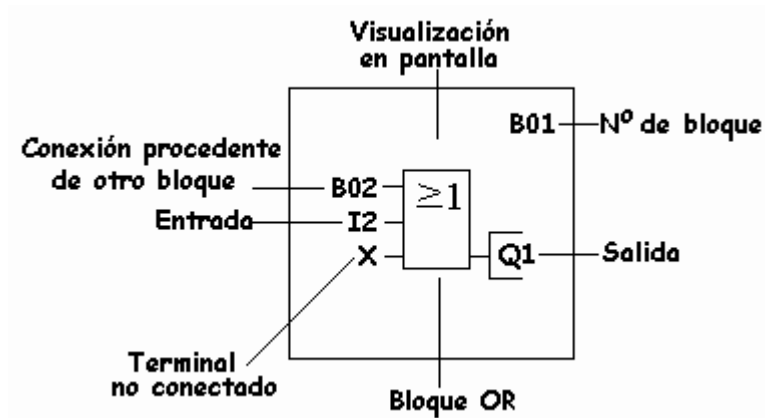 Visualización
en pantalla
B01
Nº de bloque
Conexión procedente
de otro bloque
B02
≥1
Entrada
I2
X
Q1
Salida
Terminal
no conectado
Bloque OR